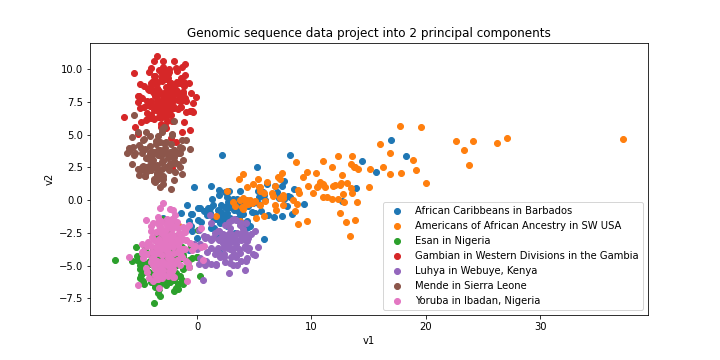 Genomic sequence data project into 2 principal components
v2
10.0
7.5
5.0
2.5
0.0
−2.5
−5.0
−7.5
African Caribbeans in Barbados
Americans of African Ancestry in SW USA
Esan in Nigeria
Gambian in Western Divisions in the Gambia
Luhya in Webuye, Kenya
Mende in Sierra Leone
Yoruba in Ibadan, Nigeria
0 10 20 30
v1